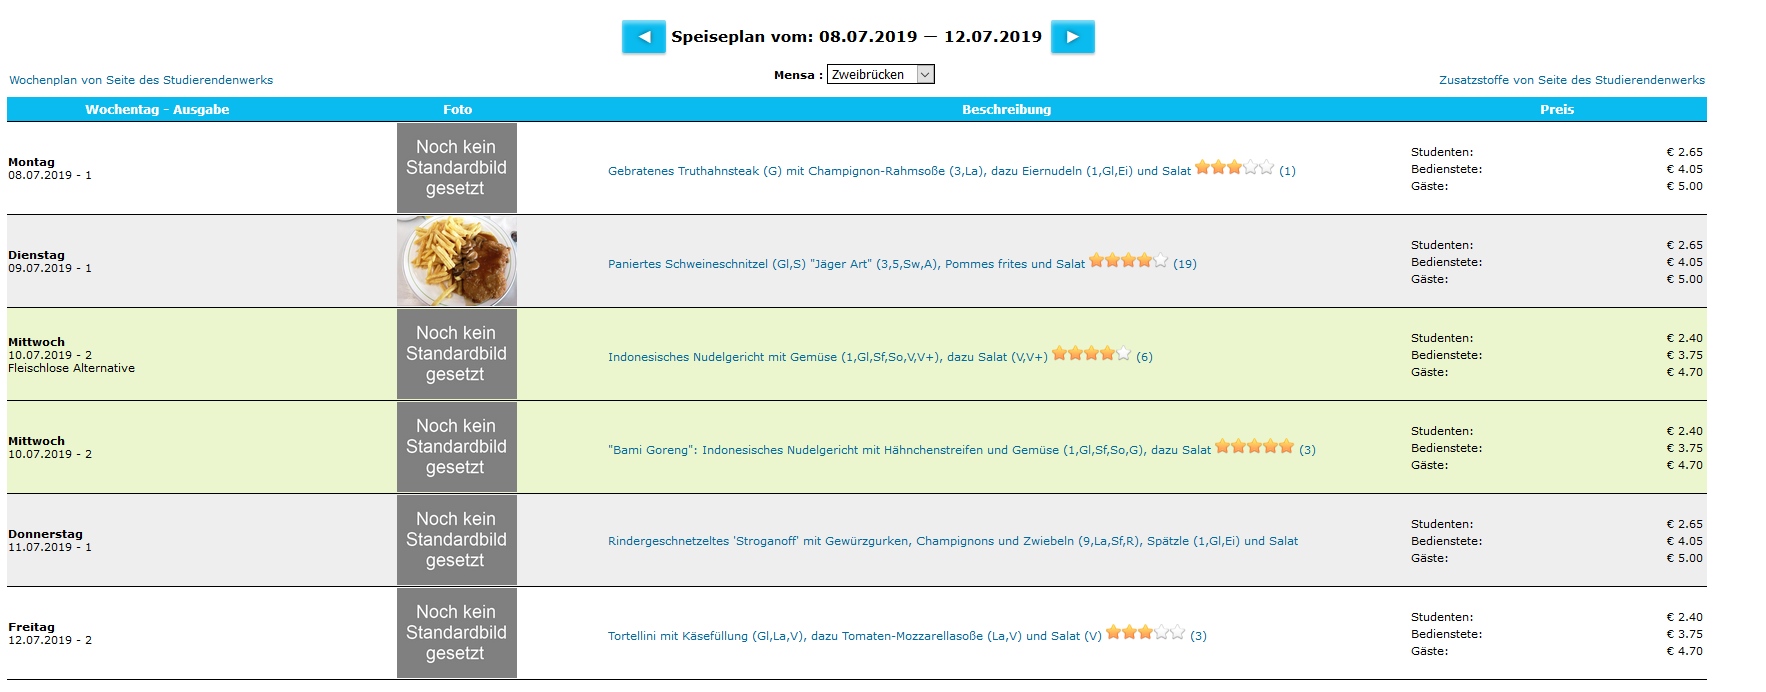 Speiseplan vom: 08.07.2019 — 12.07.2019
Mensa : Zweibrücken
Wochenplan von Seite des Studierendenwerks
Zusatzstoffe von Seite des Studierendenwerks
Wochentag - Ausgabe Foto Beschreibung Preis
Montag
08.07.2019 - 1
Noch kein
Standardbild
gesetzt
Gebratenes Truthahnsteak (G) mit Champignon-Rahmsoße (3,La), dazu Eiernudeln (1,Gl,Ei) und Salat (1)
Studenten: € 2.65
Bedienstete: € 4.05
Gäste: € 5.00
Dienstag
09.07.2019 - 1
Paniertes Schweineschnitzel (Gl,S) "Jäger Art" (3,5,Sw,A), Pommes frites und Salat (19)
Studenten: € 2.65
Bedienstete: € 4.05
Gäste: € 5.00
Mittwoch
10.07.2019 - 2
Fleischlose Alternative
Noch kein
Standardbild
gesetzt
Indonesisches Nudelgericht mit Gemüse (1,Gl,Sf,So,V,V+), dazu Salat (V,V+) (6)
Studenten: € 2.40
Bedienstete: € 3.75
Gäste: € 4.70
Mittwoch
10.07.2019 - 2
Noch kein
Standardbild
gesetzt
"Bami Goreng": Indonesisches Nudelgericht mit Hähnchenstreifen und Gemüse (1,Gl,Sf,So,G), dazu Salat (3)
Studenten: € 2.40
Bedienstete: € 3.75
Gäste: € 4.70
Donnerstag
11.07.2019 - 1
Noch kein
Standardbild
gesetzt
Rindergeschnetzeltes 'Stroganoff' mit Gewürzgurken, Champignons und Zwiebeln (9,La,Sf,R), Spätzle (1,Gl,Ei) und Salat
Studenten: € 2.65
Bedienstete: € 4.05
Gäste: € 5.00
Freitag
12.07.2019 - 2
Noch kein
Standardbild
gesetzt
Tortellini mit Käsefüllung (Gl,La,V), dazu Tomaten-Mozzarellasoße (La,V) und Salat (V) (3)
Studenten: € 2.40
Bedienstete: € 3.75
Gäste: € 4.70